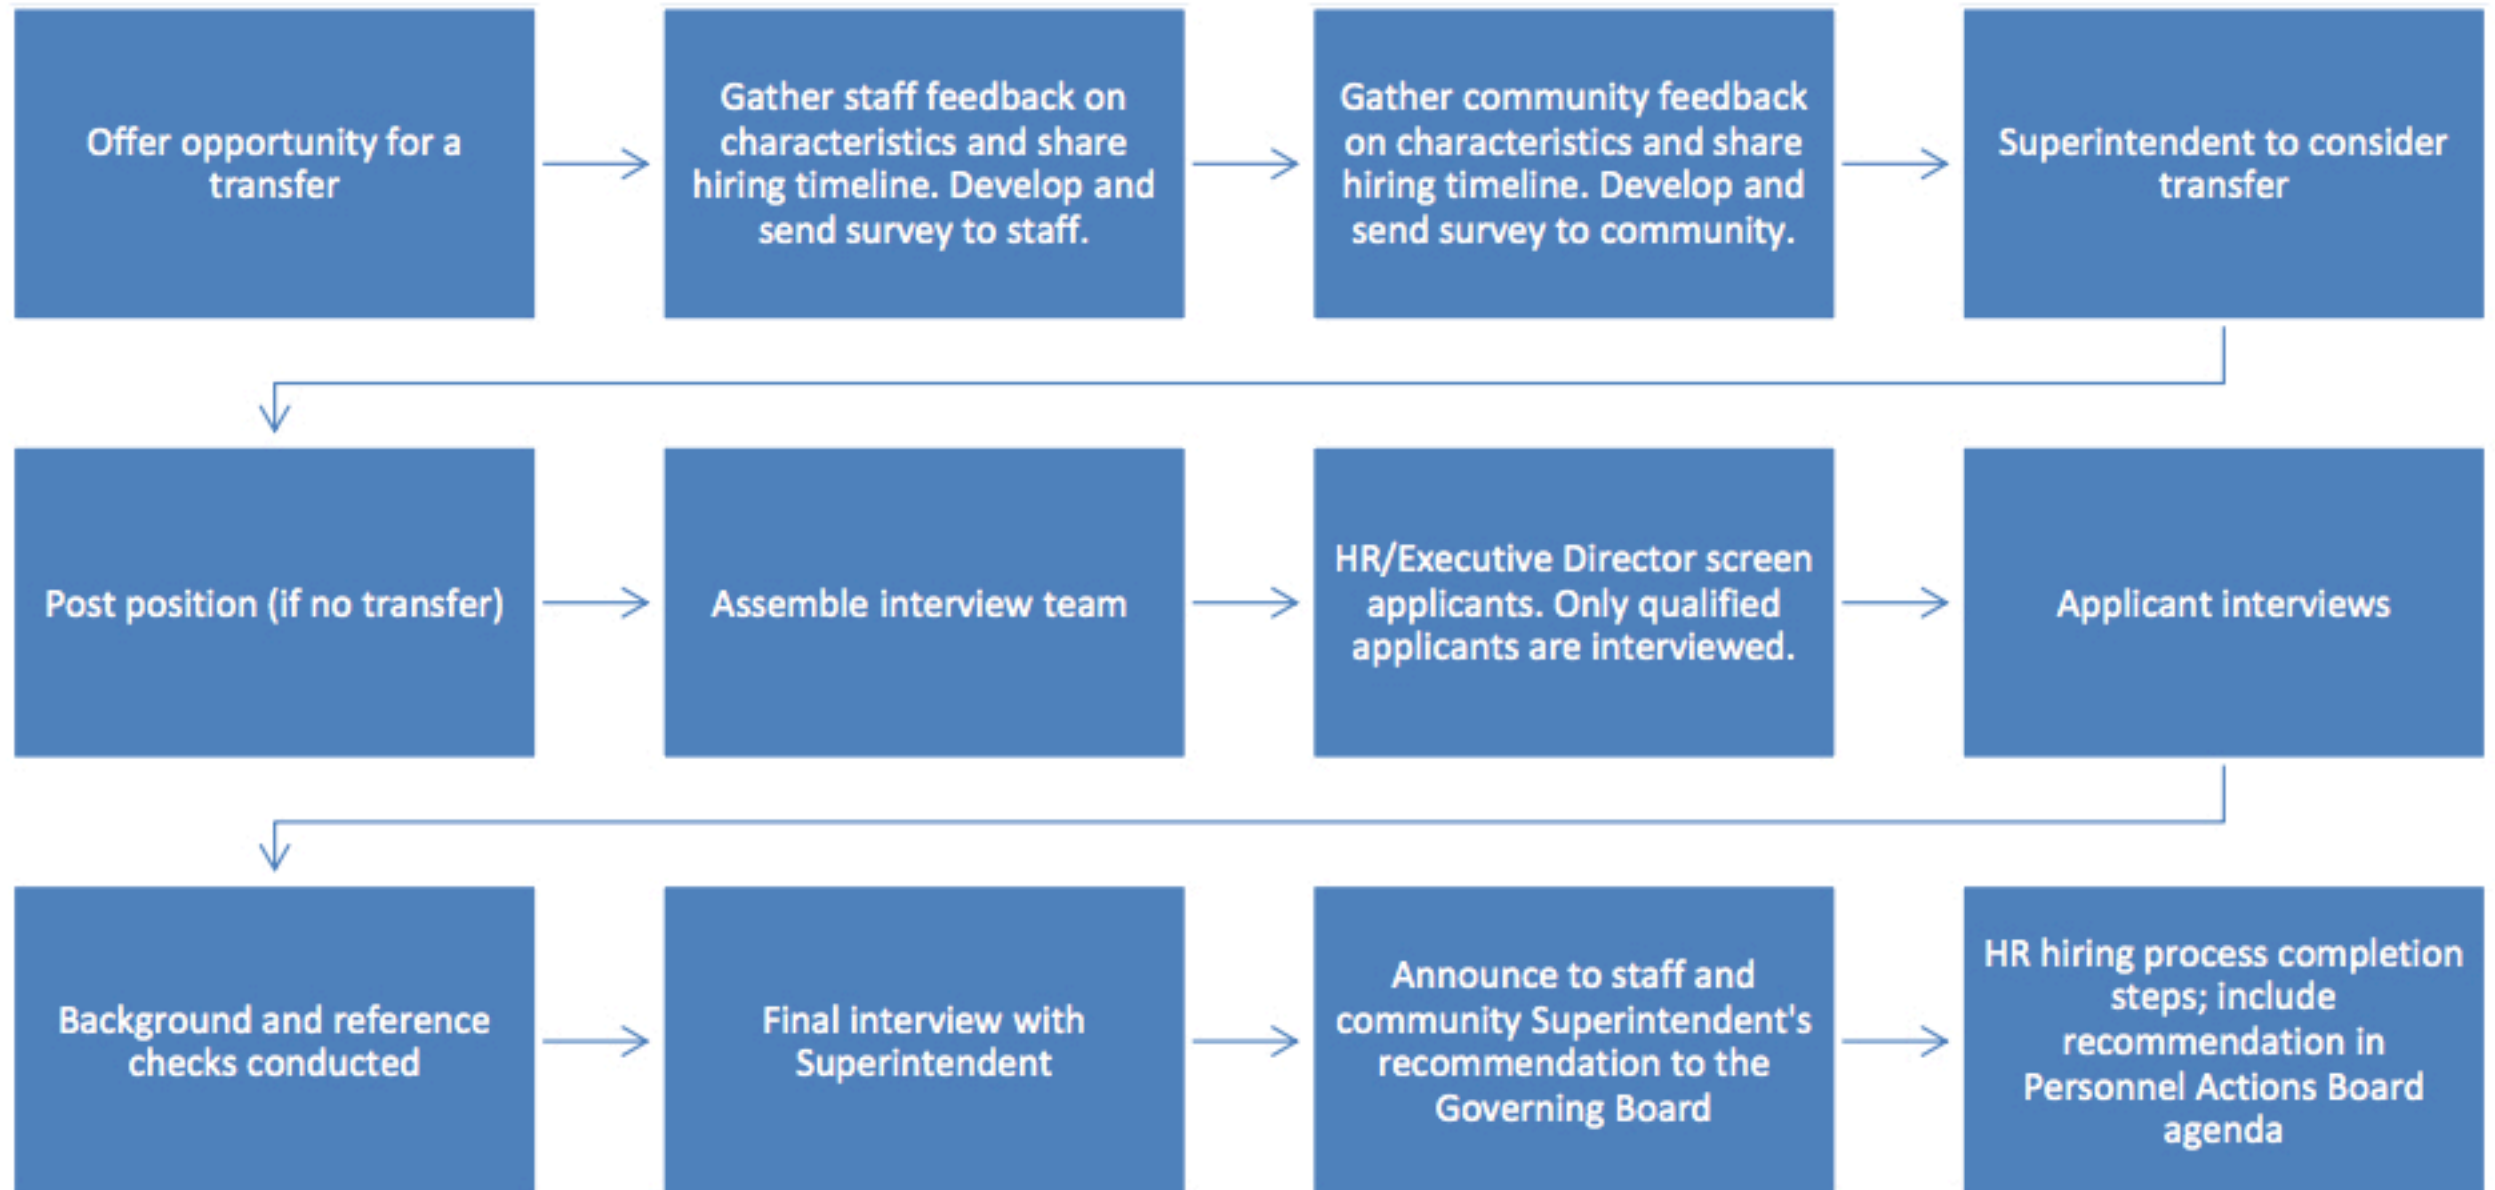 Offer opportunity for a
transfer
Gather staff feedback on
characteristics and share
hiring timeline. Develop and
send survey to staff.
Gather community feedback
on characteristics and share
hiring timeline. Develop and
send survey to community.
Superintendent to consider
transfer
Post position (if no transfer)
Assemble interview team
HR/Executive Director screen
applicants. Only qualified
applicants are interviewed.
Applicant interviews
Background and reference
checks conducted
Final interview with
Superintendent
Announce to staff and
community Superintendent's
recommendation to the
Governing Board
HR hiring process completion
steps; include
recommendation in
Personnel Actions Board
agenda